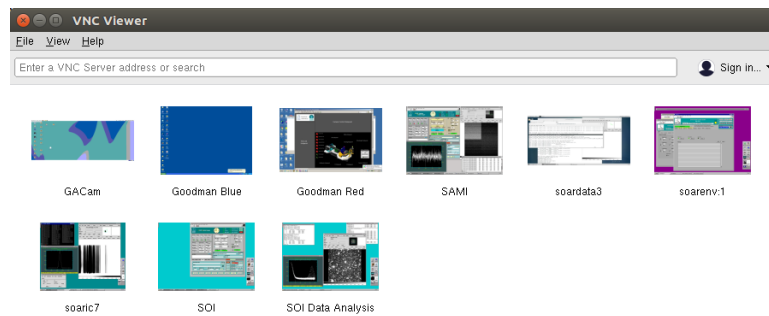 VNC Viewer
File View Help
Enter a VNC Server address or search
Sign in...
GACam Goodman Blue Goodman Red SAMI soardata3 soarenv:1
soaric7 SOI SOI Data Analysis